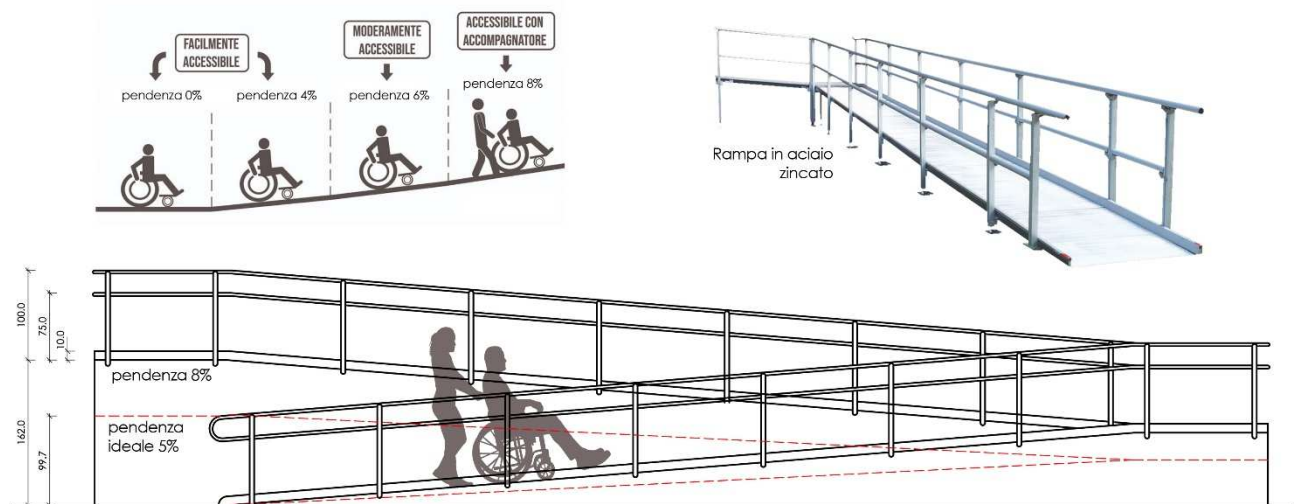 FACILMENTE
ACCESSIBILE
MODERAMENTE
ACCESSIBILE
ACCESSIBILE CON
ACCOMPAGNATORE
pendenza 0%
pendenza 4%
pendenza 6%
pendenza 8%
Rampa in aciaio
zincato
100.0
75.0
10.0
pendenza 8%
162.0
99.7
pendenza
ideale 5%